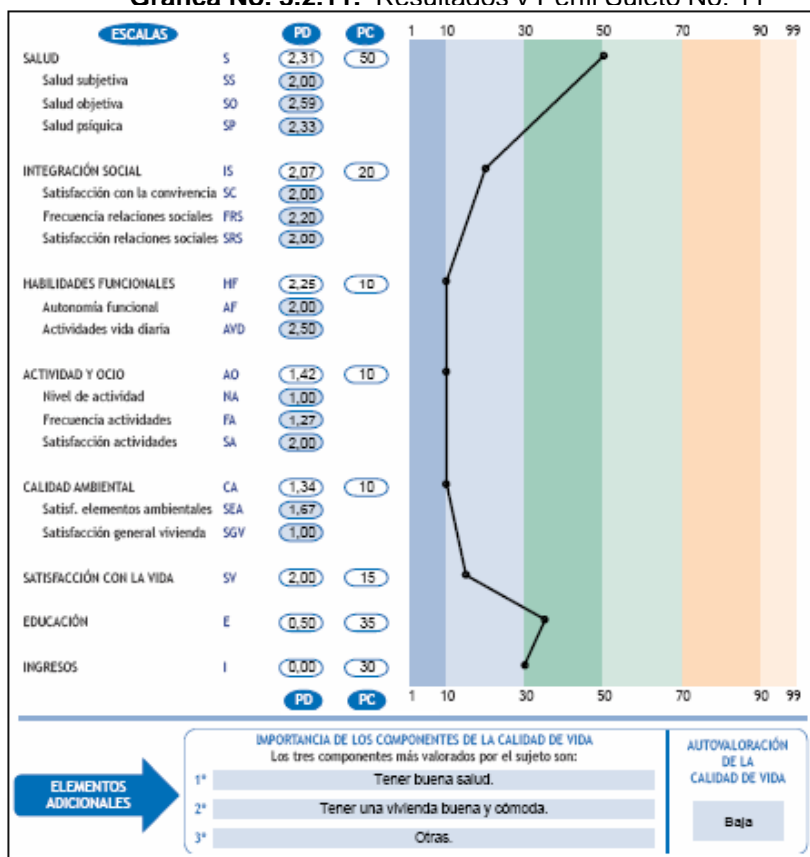 Gráfica No. 5.2.11. Resultados y Perfil Sujeto No. 11
ESCALAS PD PC 1 10 30 50 70 90 99
SALUD S 2,31 50
Salud subjetiva SS 2,00
Salud objetiva SO 2,59
Salud psíquica SP 2,33
INTEGRACIÓN SOCIAL IS 2,07 20
Satisfacción con la convivencia SC 2,00
Frecuencia relaciones sociales FRS 2,20
Satisfacción relaciones sociales SRS 2,00
HABILIDADES FUNCIONALES HF 2,25 10
Autonomía funcional AF 2,00
Actividades vida diaria AVD 2,50
ACTIVIDAD Y OCIO AO 1,42 10
Nivel de actividad NA 1,00
Frecuencia actividades FA 1,27
Satisfacción actividades SA 2,00
CALIDAD AMBIENTAL CA 1,34 10
Satisf. elementos ambientales SEA 1,67
Satisfacción general vivienda SGV 1,00
SATISFACCIÓN CON LA VIDA SV 2,00 15
EDUCACIÓN E 0,50 35
INGRESOS I 0,00 30
PD PC 1 10 30 50 70 90 99
ELEMENTOS ADICIONALES
IMPORTANCIA DE LOS COMPONENTES DE LA CALIDAD DE VIDA
Los tres componentes más valorados por el sujeto son:
1º Tener buena salud.
2º Tener una vivienda buena y cómoda.
3º Otras.
AUTOVALORACIÓN
DE LA
CALIDAD DE VIDA
Baja